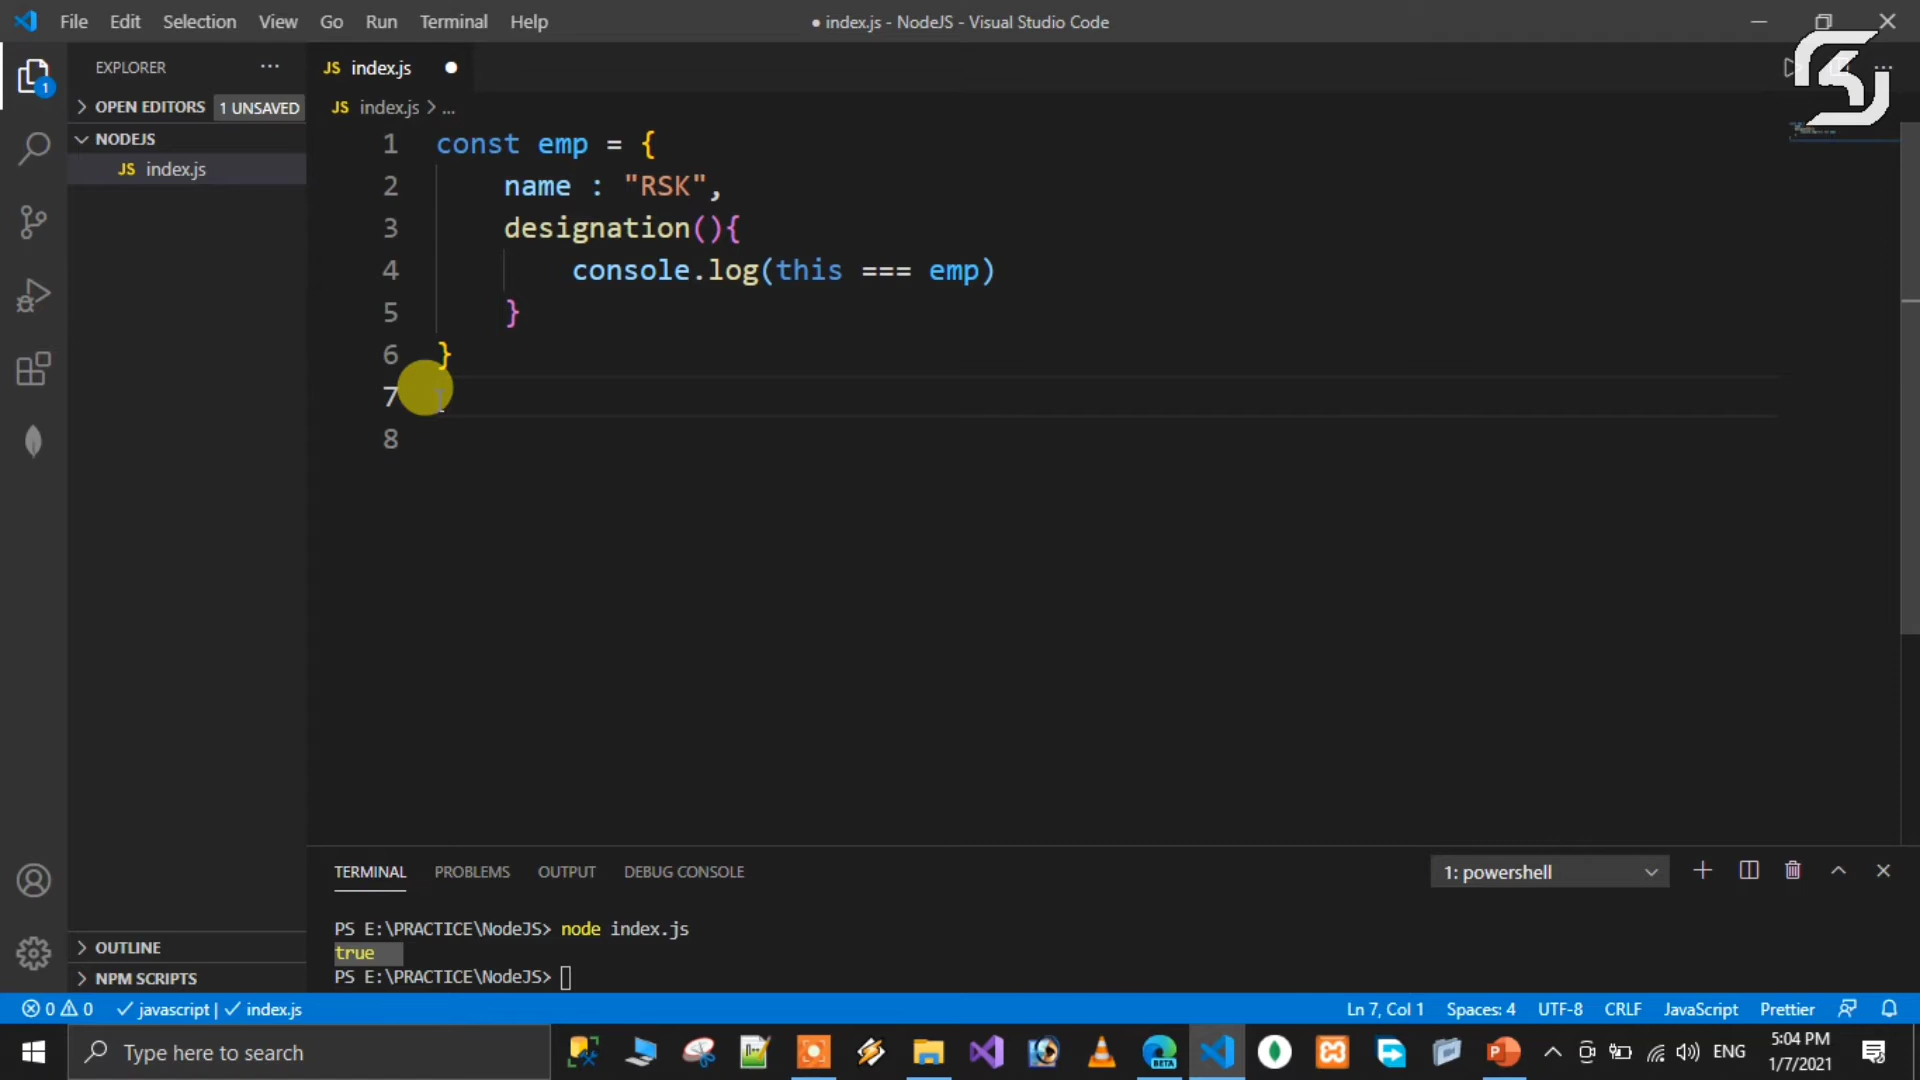 File Edit Selection View Go Run Terminal Help
● index.js - NodeJS - Visual Studio Code
EXPLORER
OPEN EDITORS 1 UNSAVED
NODEJS
JS index.js
1
OUTLINE
NPM SCRIPTS
JS index.js ●
JS index.js > ...
1 const emp = {
2 name : "RSK",
3 designation(){
4 console.log(this === emp)
5 }
6 }
7
8
TERMINAL PROBLEMS OUTPUT DEBUG CONSOLE
1: powershell
PS E:\PRACTICE\NodeJS> node index.js
true
PS E:\PRACTICE\NodeJS>
0 0 javascript | index.js
Ln 7, Col 1 Spaces: 4 UTF-8 CRLF JavaScript Prettier
Type here to search
BETA
ENG
5:04 PM
1/7/2021